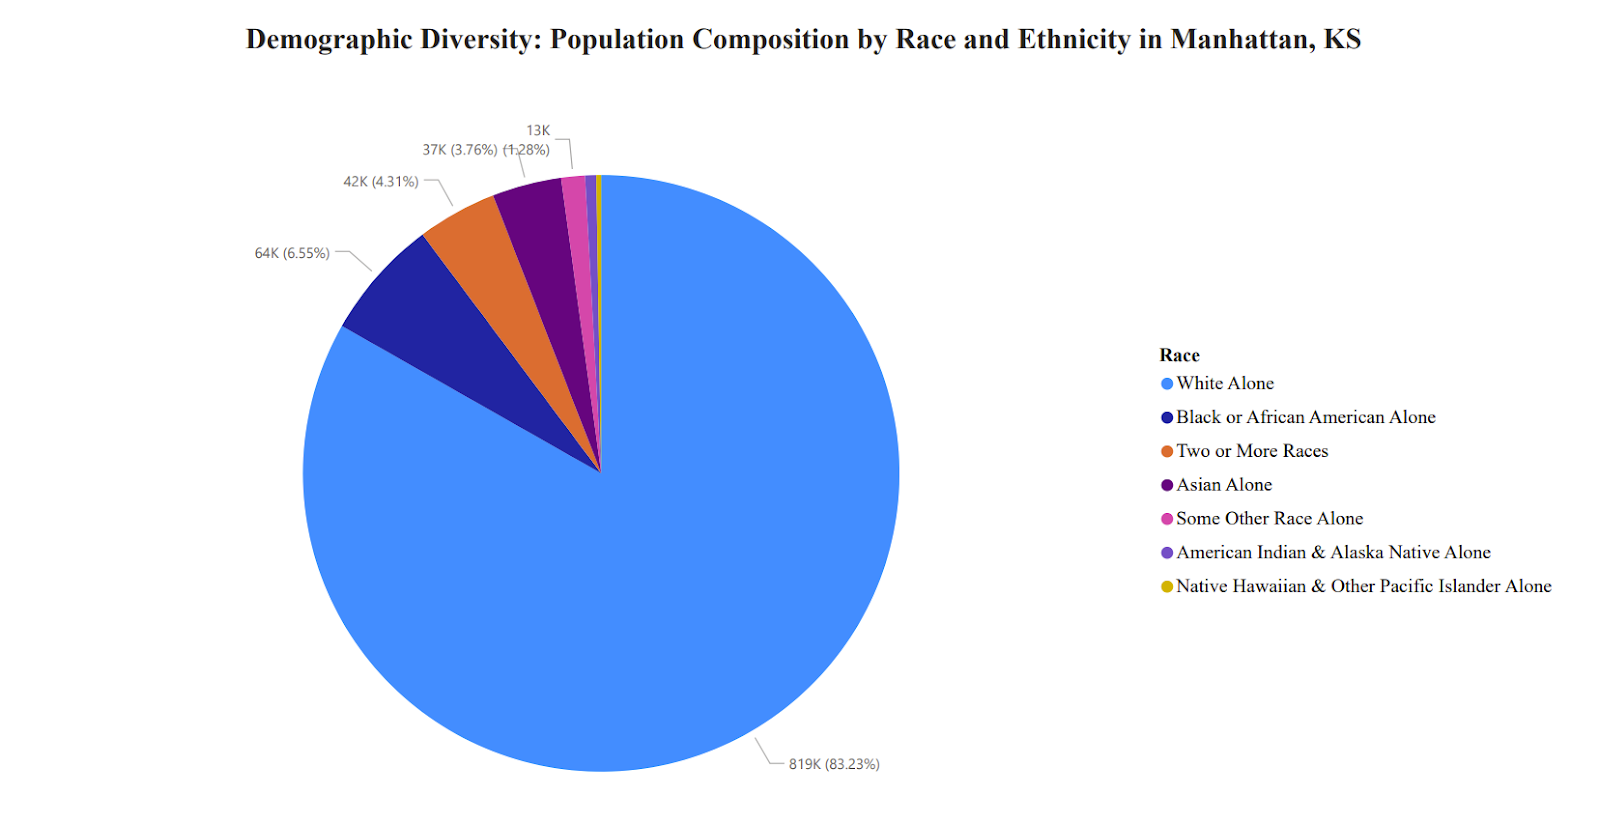 Demographic Diversity: Population Composition by Race and Ethnicity in Manhattan, KS
13K
(1.28%)
37K (3.76%)
42K (4.31%)
64K (6.55%)
819K (83.23%)
Race
White Alone
Black or African American Alone
Two or More Races
Asian Alone
Some Other Race Alone
American Indian & Alaska Native Alone
Native Hawaiian & Other Pacific Islander Alone